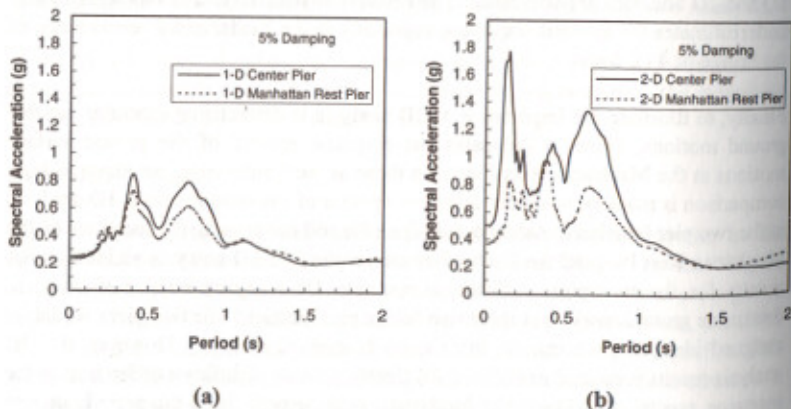 2
1.8
1.6
1.4
1.2
1
0.8
0.6
0.4
0.2
0
Spectral Acceleration (g)
5% Damping
1-D Center Pier
1-D Manhattan Rest Pier
0
0.5
1
1.5
2
Period (s)
(a)
2
1.8
1.6
1.4
1.2
1
0.8
0.6
0.4
0.2
0
Spectral Acceleration (g)
5% Damping
2-D Center Pier
2-D Manhattan Rest Pier
0
0.5
1
1.5
2
Period (s)
(b)